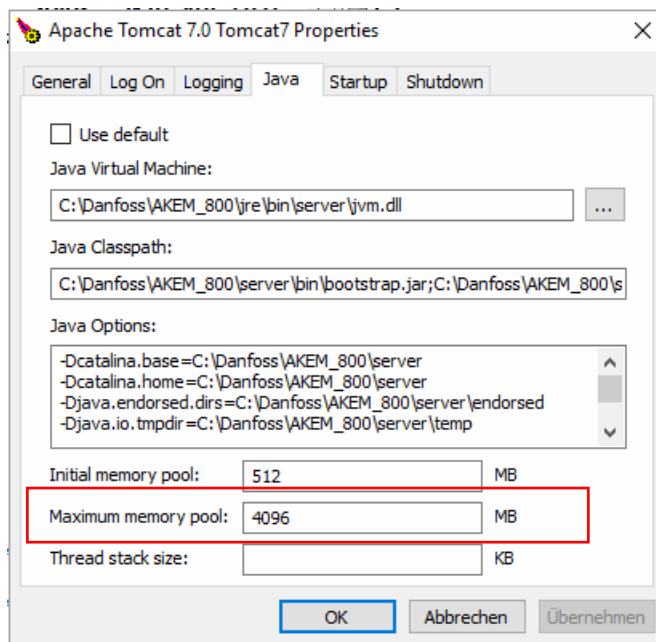 Apache Tomcat 7.0 Tomcat7 Properties
General Log On Logging Java Startup Shutdown
Use default
Java Virtual Machine:
C:\Danfoss\AKEM_800\jre\bin\server\jvm.dll
...
Java Classpath:
C:\Danfoss\AKEM_800\server\bin\bootstrap.jar;C:\Danfoss\AKEM_800\s
Java Options:
-Dcatalina.base=C:\Danfoss\AKEM_800\server
-Dcatalina.home=C:\Danfoss\AKEM_800\server
-Djava.endorsed.dirs=C:\Danfoss\AKEM_800\server\endorsed
-Djava.io.tmpdir=C:\Danfoss\AKEM_800\server\temp
Initial memory pool: 512 MB
Maximum memory pool: 4096 MB
Thread stack size: KB
OK Abbrechen Übernehmen